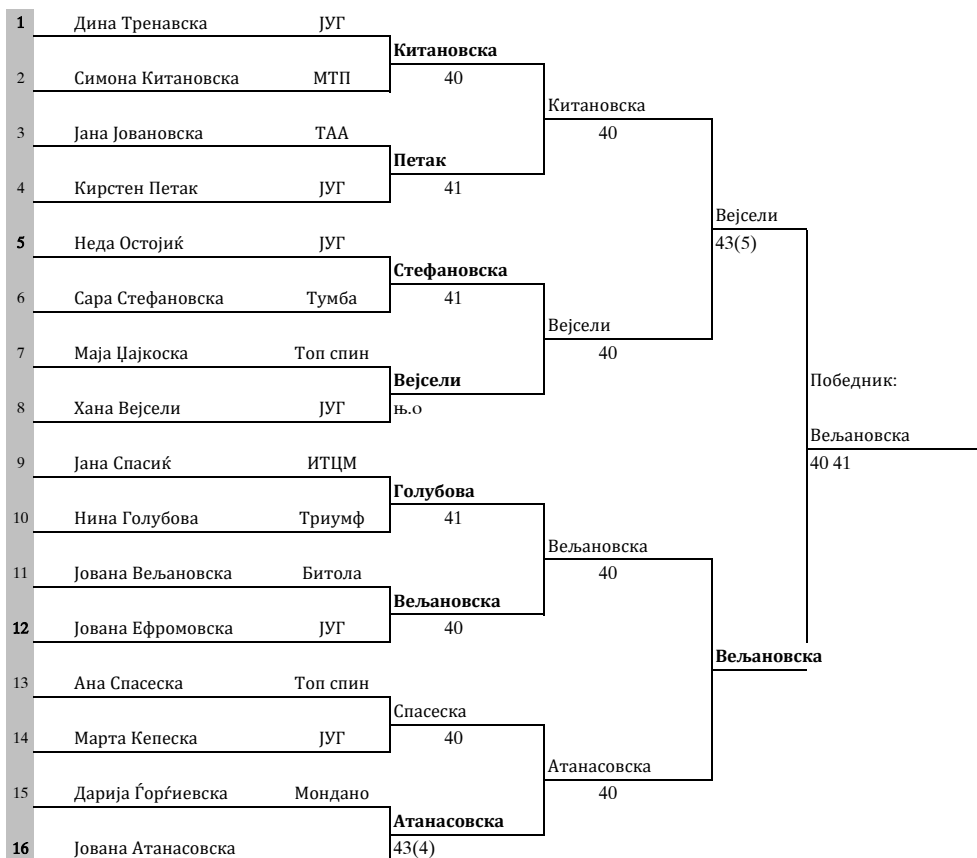 1 Дина Тренавска ЈУГ
Китановска
2 Симона Китановска МТП 40
Китановска
3 Јана Јовановска ТАА 40
Петак
4 Кирстен Петак ЈУГ 41
Вејсели
5 Неда Остојиќ ЈУГ 43(5)
Стефановска
6 Сара Стефановска Тумба 41
Вејсели
7 Маја Џајкоска Топ спин 40
Вејсели Победник:
8 Хана Вејсели ЈУГ њ.о
Вељановска
9 Јана Спасиќ ИТЦМ 40 41
Голубова
10 Нина Голубова Триумф 41
Вељановска
11 Јована Вељановска Битола 40
Вељановска
12 Јована Ефромовска ЈУГ 40
Вељановска
13 Ана Спасеска Топ спин
Спасеска
14 Марта Кепеска ЈУГ 40
Атанасовска
15 Дарија Ѓорѓиевска Мондано 40
Атанасовска
16 Јована Атанасовска 43(4)